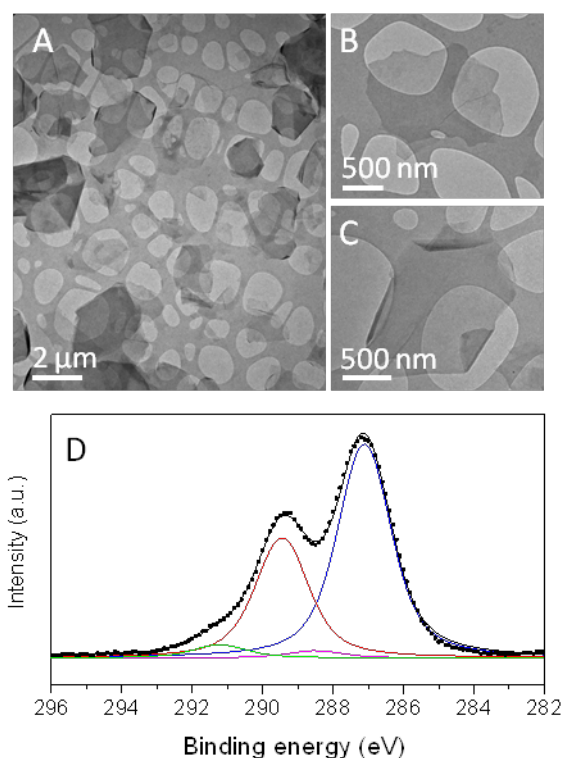 A
B
500 nm
2 µm
C
500 nm
D
Intensity (a.u.)
296 294 292 290 288 286 284 282
Binding energy (eV)